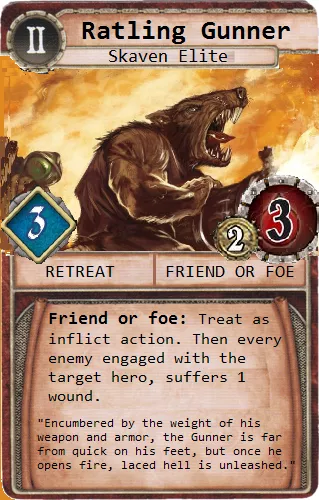 II
Ratling Gunner
Skaven Elite
3
2
3
RETREAT
FRIEND OR FOE
Friend or foe: Treat as
inflict action. Then every
enemy engaged with the
target hero, suffers 1
wound.
"Encumbered by the weight of his
weapon and armor, the Gunner is far
from quick on his feet, but once he
opens fire, laced hell is unleashed."